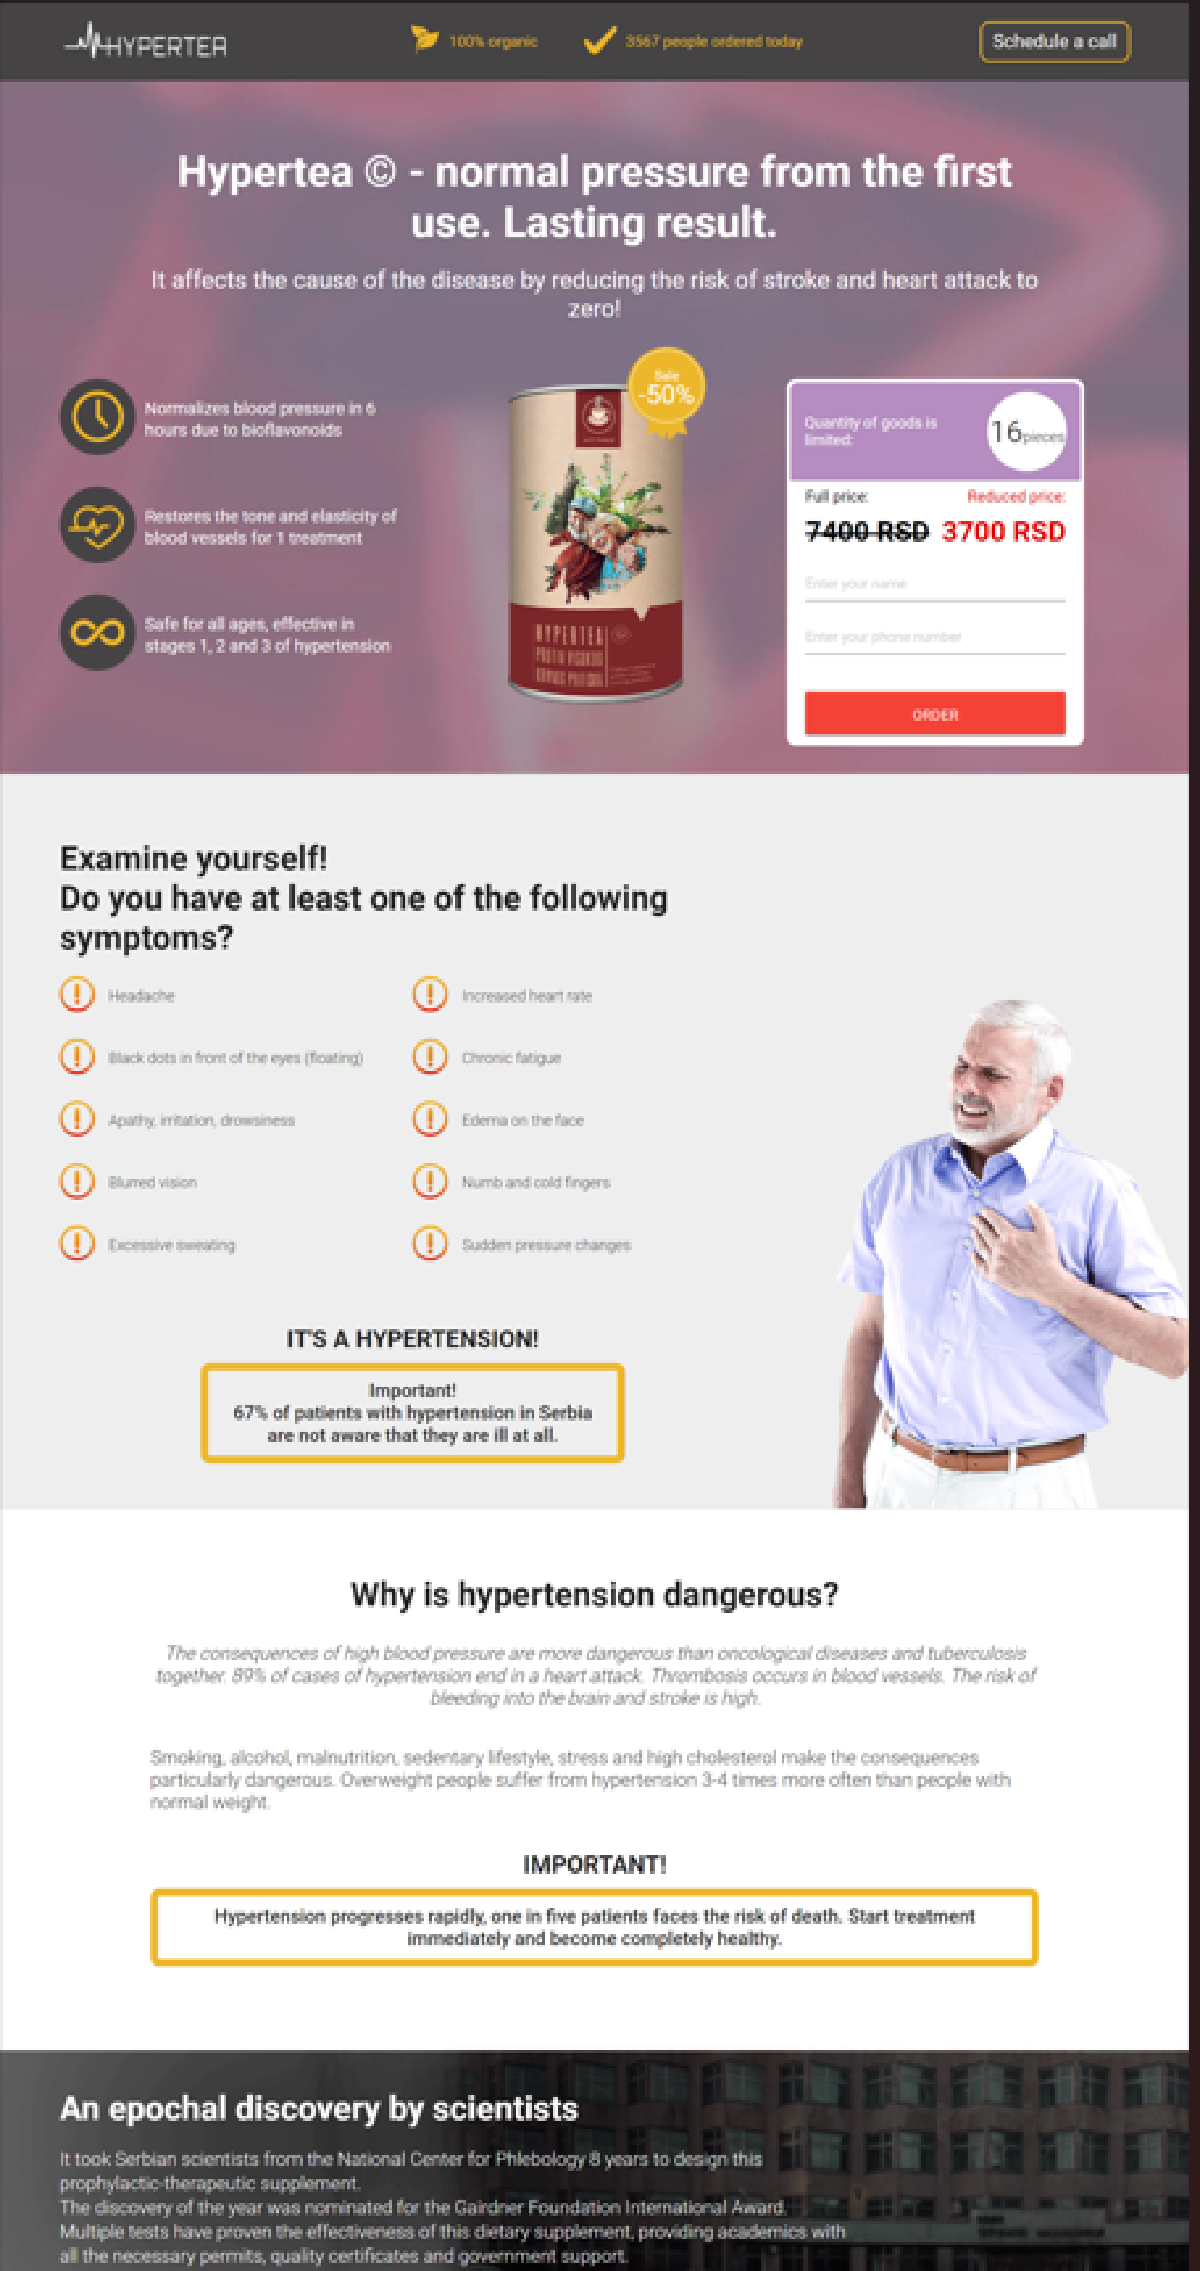 HYPERTEA
100% organic
3567 people ordered today
Schedule a call
Hypertea © - normal pressure from the first
use. Lasting result.
It affects the cause of the disease by reducing the risk of stroke and heart attack to
zero!
Normalizes blood pressure in 6
hours due to bioflavonoids
Restores the tone and elasticity of
blood vessels for 1 treatment
Safe for all ages, effective in
stages 1, 2 and 3 of hypertension
Sale
-50%
HYPERTEA
Quantity of goods is
limited:
16 pieces
Full price:
Reduced price:
7400 RSD
3700 RSD
Enter your name
Enter your phone number
ORDER
Examine yourself!
Do you have at least one of the following
symptoms?
Headache
Increased heart rate
Black dots in front of the eyes (floating)
Chronic fatigue
Apathy, irritation, drowsiness
Edema on the face
Blurred vision
Numb and cold fingers
Excessive sweating
Sudden pressure changes
IT'S A HYPERTENSION!
Important!
67% of patients with hypertension in Serbia
are not aware that they are ill at all.
Why is hypertension dangerous?
The consequences of high blood pressure are more dangerous than oncological diseases and tuberculosis
together. 89% of cases of hypertension end in a heart attack. Thrombosis occurs in blood vessels. The risk of
bleeding into the brain and stroke is high.
Smoking, alcohol, malnutrition, sedentary lifestyle, stress and high cholesterol make the consequences
particularly dangerous. Overweight people suffer from hypertension 3-4 times more often than people with
normal weight.
IMPORTANT!
Hypertension progresses rapidly, one in five patients faces the risk of death. Start treatment
immediately and become completely healthy.
An epochal discovery by scientists
It took Serbian scientists from the National Center for Phlebology 8 years to design this
prophylactic-therapeutic supplement.
The discovery of the year was nominated for the Gairdner Foundation International Award.
Multiple tests have proven the effectiveness of this dietary supplement, providing academics with
all the necessary permits, quality certificates and government support.